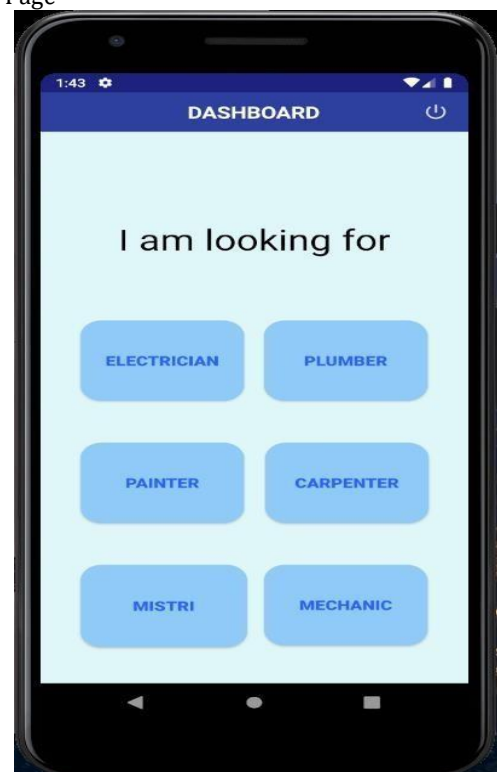 Page
1:43
DASHBOARD
I am looking for
ELECTRICIAN PLUMBER
PAINTER CARPENTER
MISTRI MECHANIC